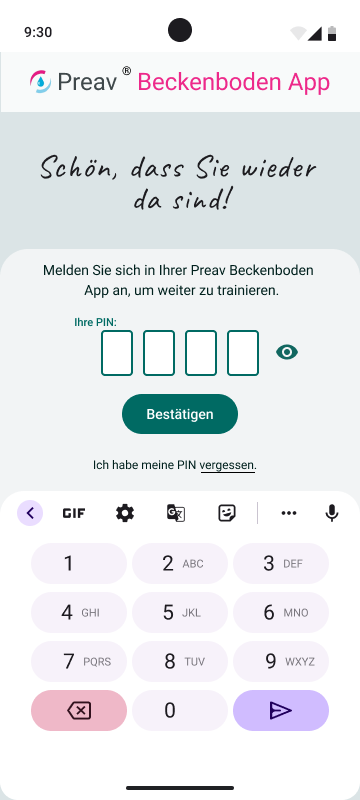 9:30
Preav® Beckenboden App
Schön, dass Sie wieder
da sind!
Melden Sie sich in Ihrer Preav Beckenboden
App an, um weiter zu trainieren.
Ihre PIN:
Bestätigen
Ich habe meine PIN vergessen.
GIF
1 2 ABC 3 DEF
4 GHI 5 JKL 6 MNO
7 PQRS 8 TUV 9 WXYZ
0